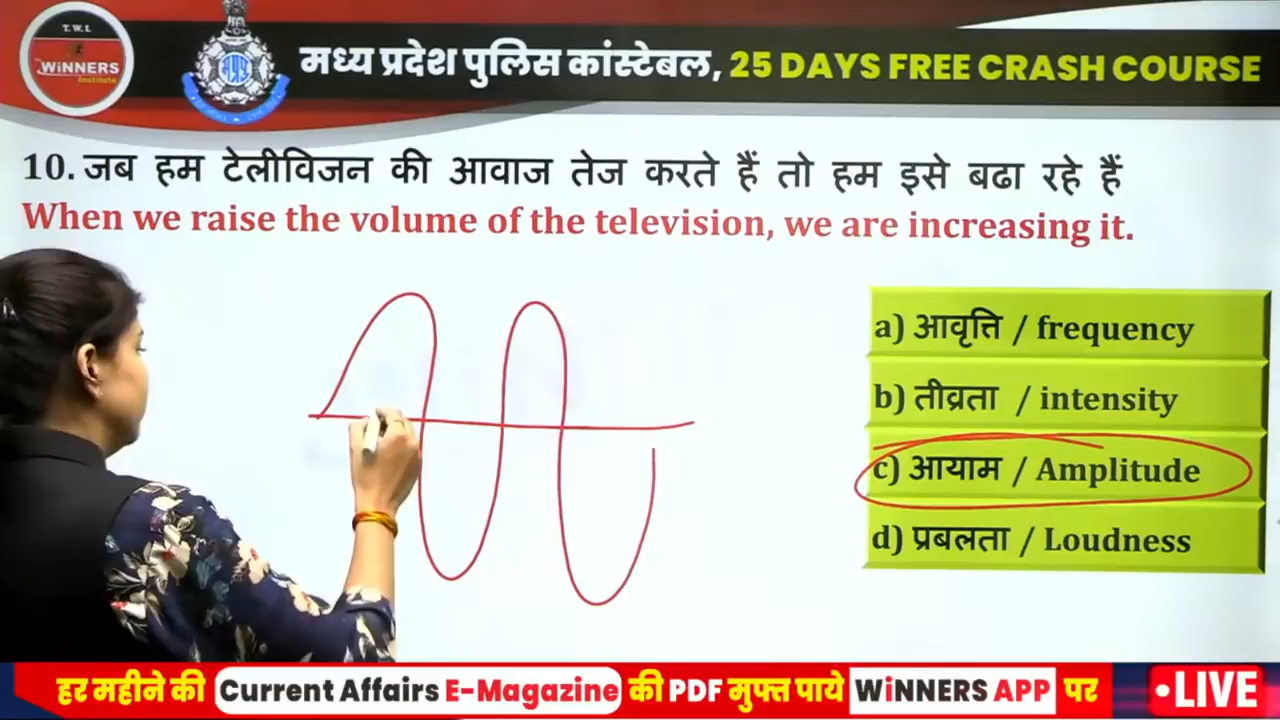 T.W.I.
The
WiNNERS
institute
मध्य प्रदेश पुलिस कांस्टेबल, 25 DAYS FREE CRASH COURSE
10. जब हम टेलीविजन की आवाज तेज करते हैं तो हम इसे बढा रहे हैं
When we raise the volume of the television, we are increasing it.
a) आवृत्ति / frequency
b) तीव्रता / intensity
c) आयाम / Amplitude
d) प्रबलता / Loudness
हर महीने की Current Affairs E-Magazine की PDF मुफ्त पाये WiNNERS APP पर
•LIVE